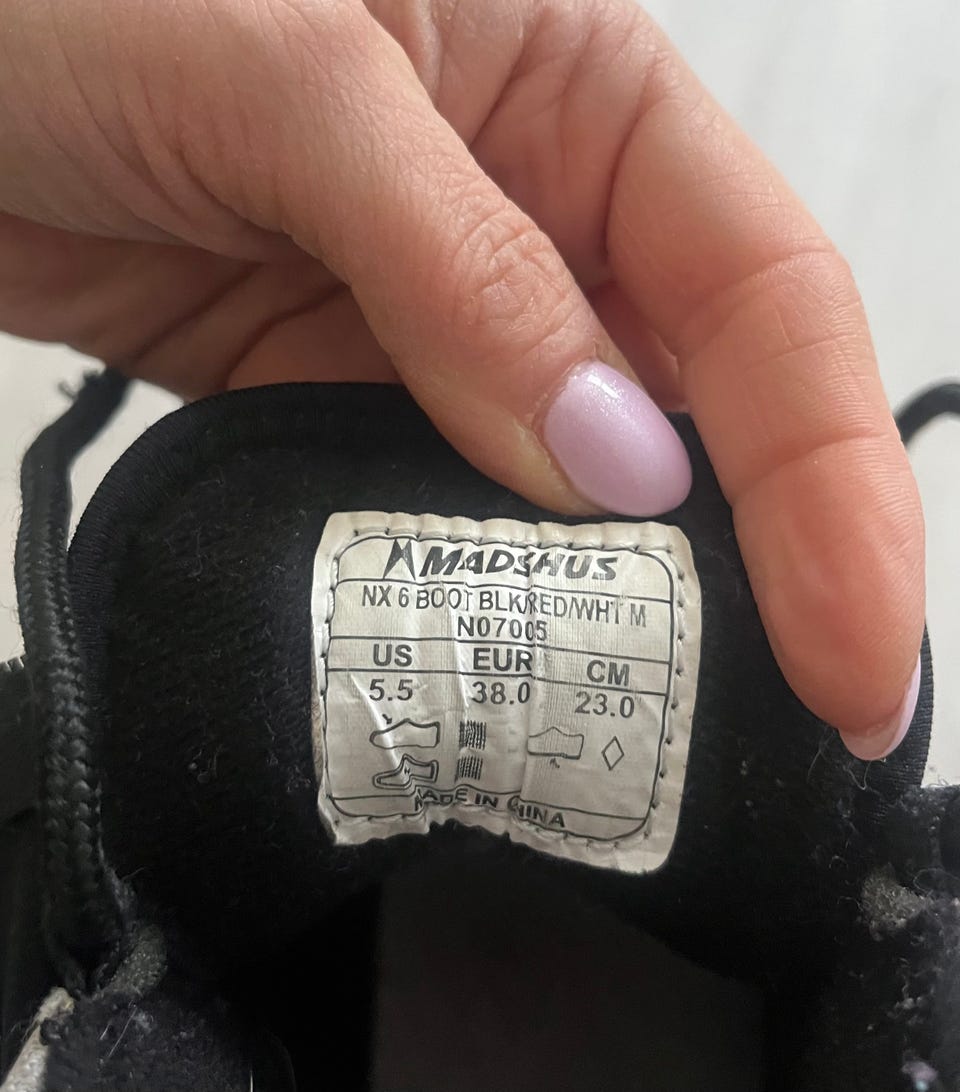 MADSHUS
NX 6 BOOT BLK/RED/WHT M
N07005
US EUR CM
5.5 38.0 23.0
MADE IN CHINA